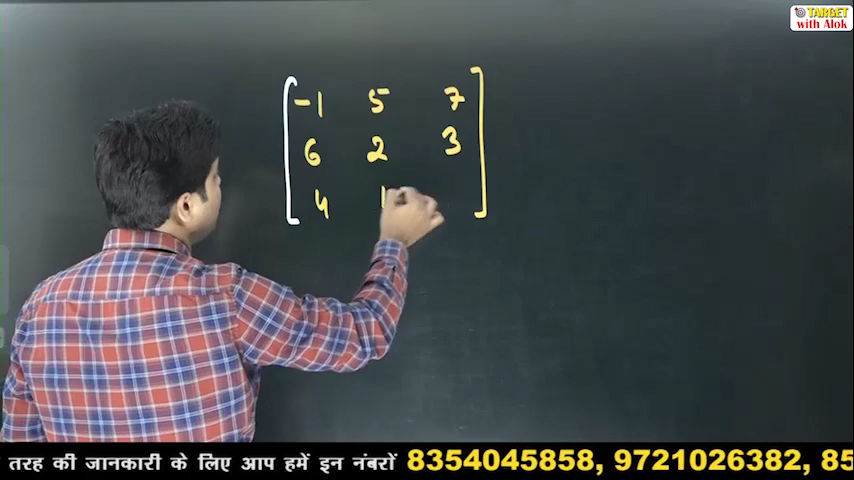 TARGET
with Alok
-1 5 7
6 2 3
4 1
तरह की जानकारी के लिए आप हमें इन नंबरों 8354045858, 9721026382, 85